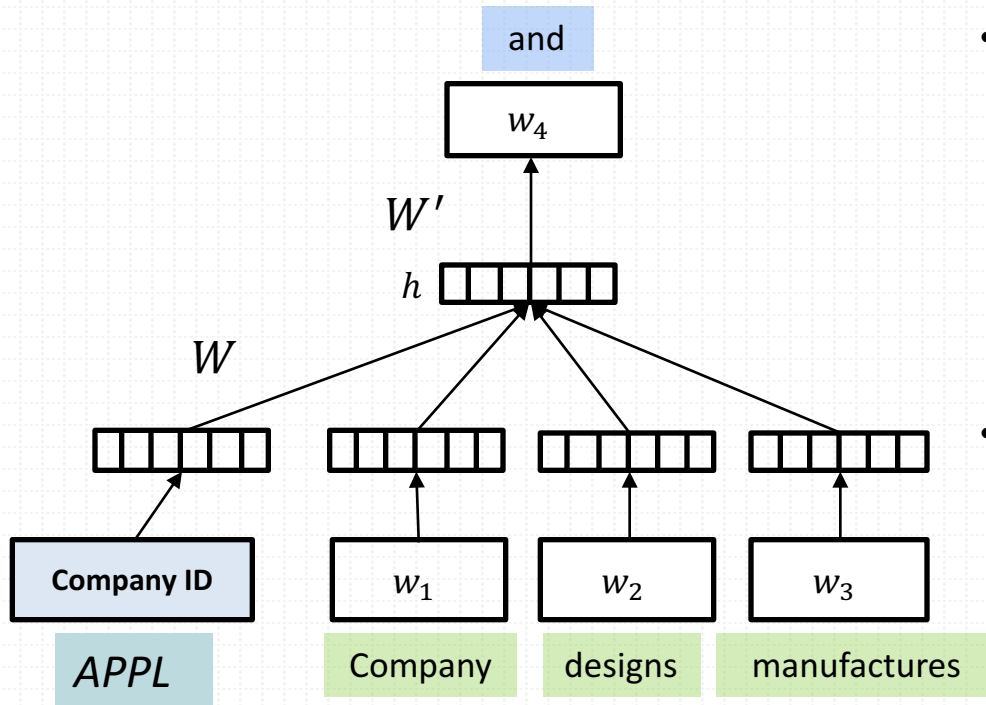 and
•
w₄
W′
h
W
•
Company ID
w₁
w₂
w₃
APPL
Company
designs
manufactures